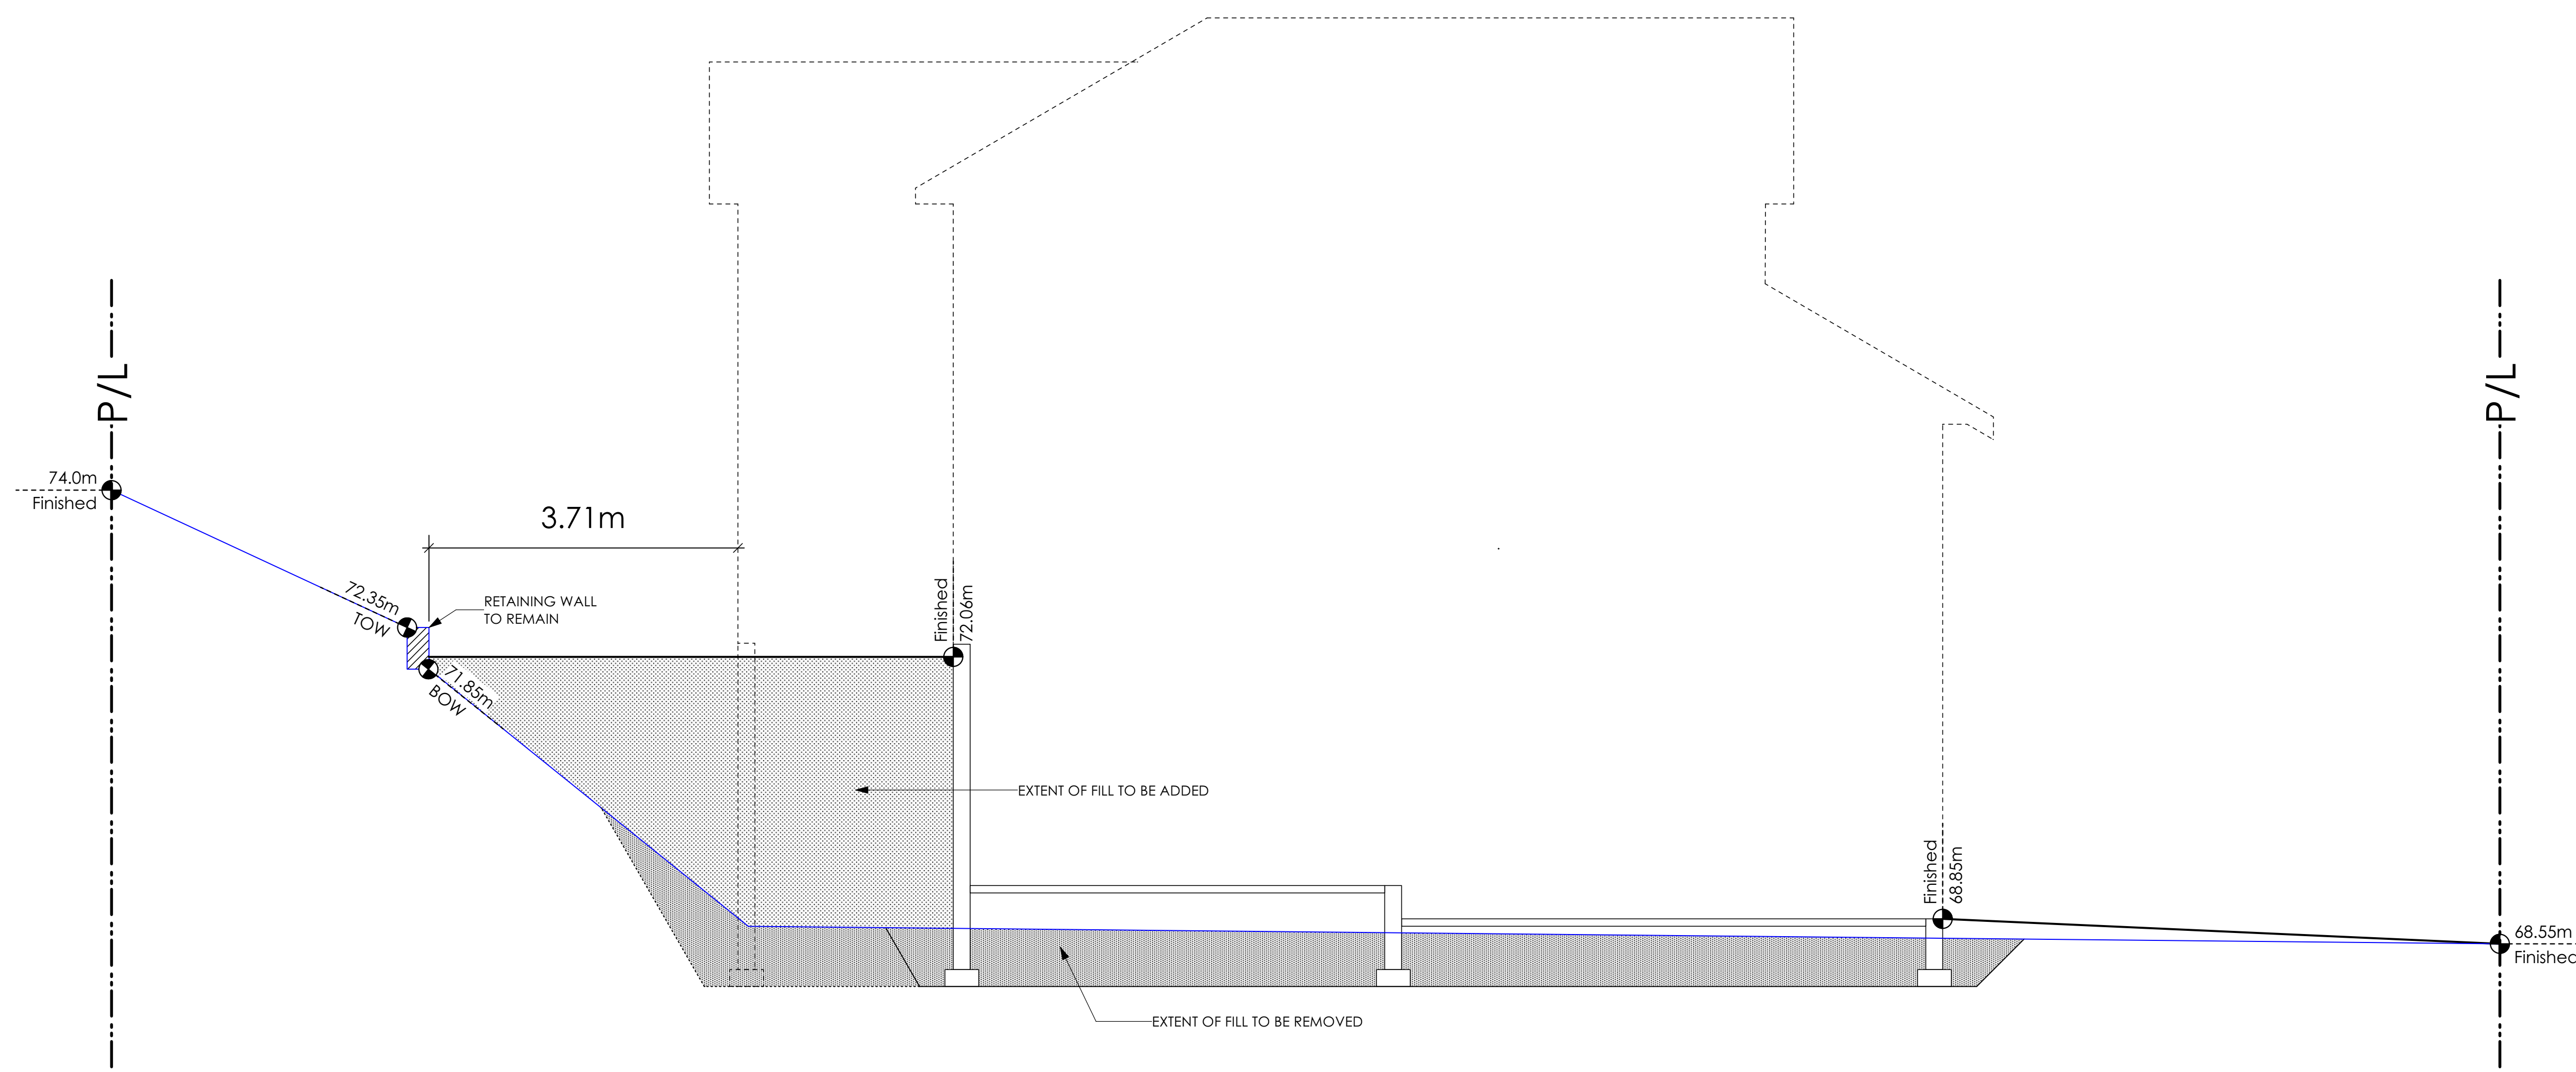 P/L
P/L
74.0m
Finished
3.71m
72.35m
TOW
RETAINING WALL
TO REMAIN
Finished
72.06m
71.85m
BOW
EXTENT OF FILL TO BE ADDED
Finished
68.85m
68.55m
Finished
EXTENT OF FILL TO BE REMOVED